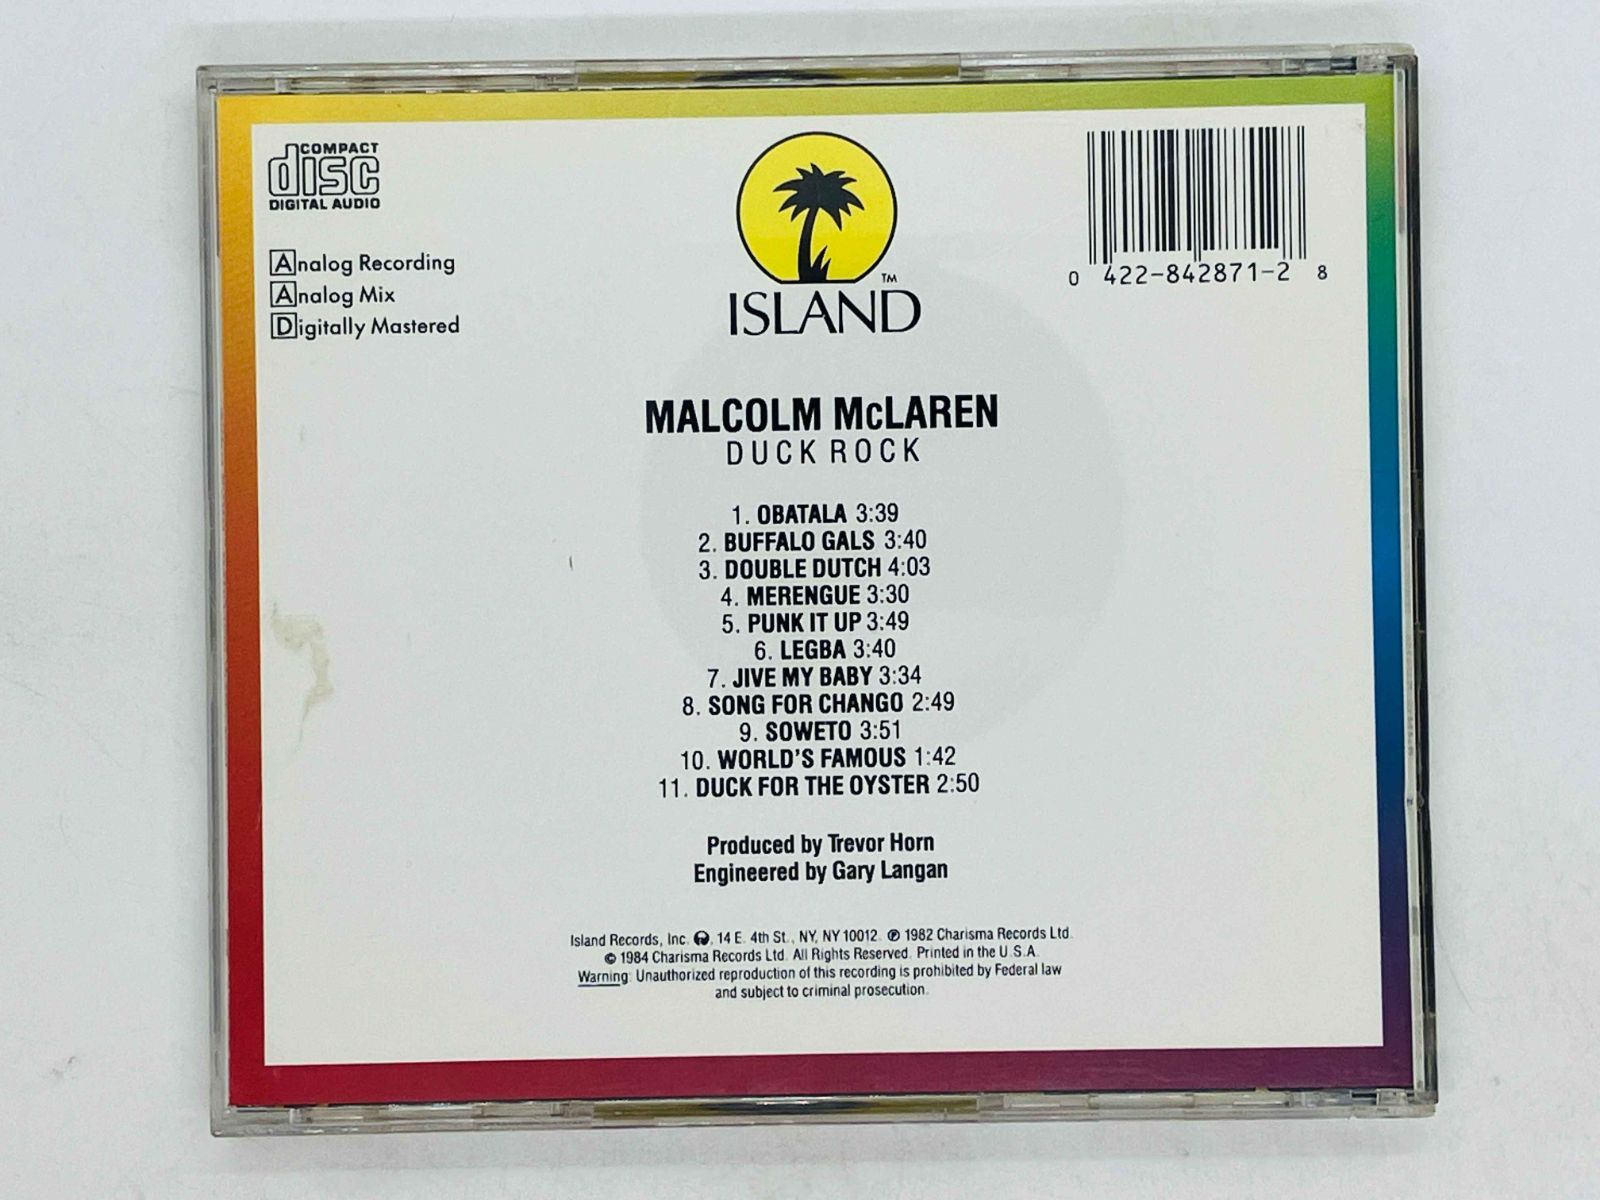 COMPACT
disc
DIGITAL AUDIO
Analog Recording
Analog Mix
Digitally Mastered
TM
ISLAND
0 422-842871-2 8
MALCOLM McLAREN
DUCK ROCK
1. OBATALA 3:39
2. BUFFALO GALS 3:40
3. DOUBLE DUTCH 4:03
4. MERENGUE 3:30
5. PUNK IT UP 3:49
6. LEGBA 3:40
7. JIVE MY BABY 3:34
8. SONG FOR CHANGO 2:49
9. SOWETO 3:51
10. WORLD'S FAMOUS 1:42
11. DUCK FOR THE OYSTER 2:50
Produced by Trevor Horn
Engineered by Gary Langan
Island Records, Inc. , 14 E. 4th St., NY, NY 10012. ℗ 1982 Charisma Records Ltd.
© 1984 Charisma Records Ltd. All Rights Reserved. Printed in the U.S.A.
Warning: Unauthorized reproduction of this recording is prohibited by Federal law
and subject to criminal prosecution.